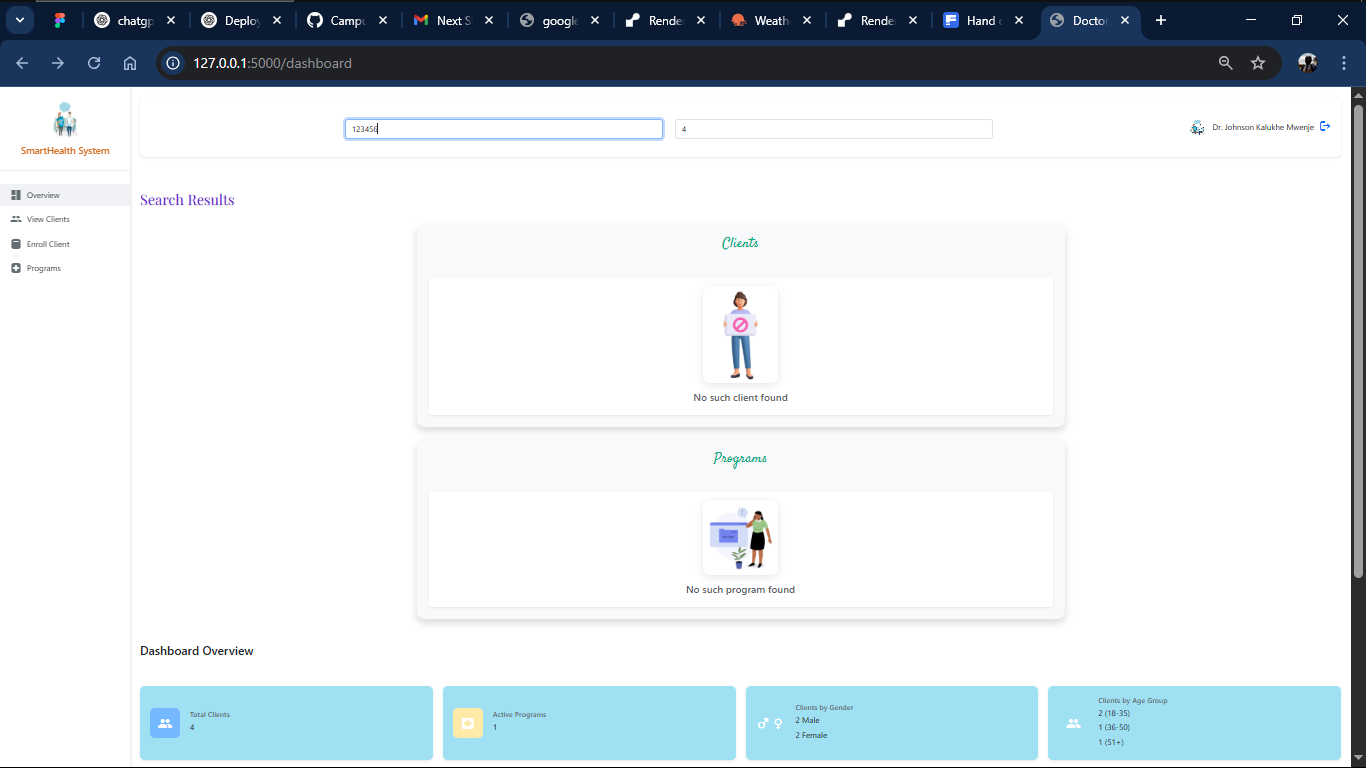 chatgp
Deploy
Campu
Next S
google
Render
Weath
Render
Hand
Doctor
127.0.0.1:5000/dashboard
SmartHealth System
123456
4
Dr. Johnson Kalukhe Mwenje
Overview
View Clients
Enroll Client
Programs
Search Results
Clients
No such client found
Programs
No such program found
Dashboard Overview
Total Clients
4
Active Programs
1
Clients by Gender
2 Male
2 Female
Clients by Age Group
2 (18-35)
1 (36-50)
1 (51+)